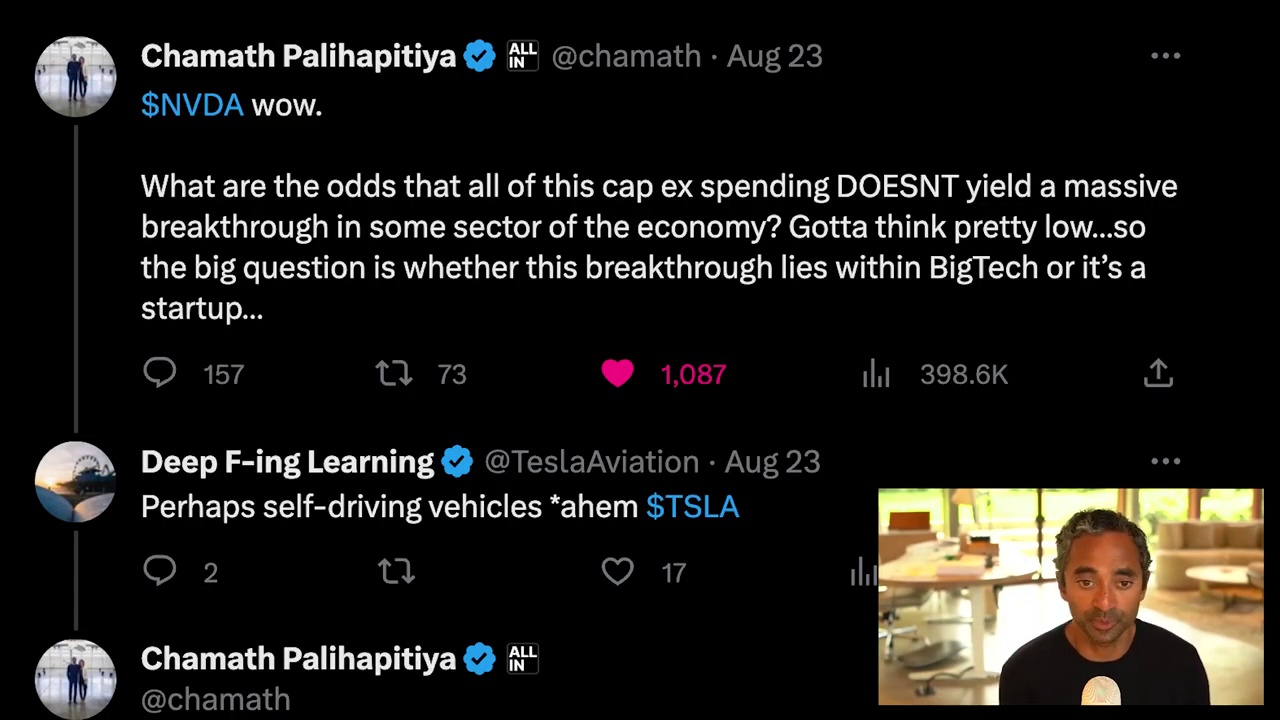 Chamath Palihapitiya ALL IN @chamath · Aug 23
$NVDA wow.
What are the odds that all of this cap ex spending DOESNT yield a massive
breakthrough in some sector of the economy? Gotta think pretty low...so
the big question is whether this breakthrough lies within BigTech or it’s a
startup...
157 73 1,087 398.6K
Deep F-ing Learning @TeslaAviation · Aug 23
Perhaps self-driving vehicles *ahem $TSLA
2 17
Chamath Palihapitiya ALL IN
@chamath